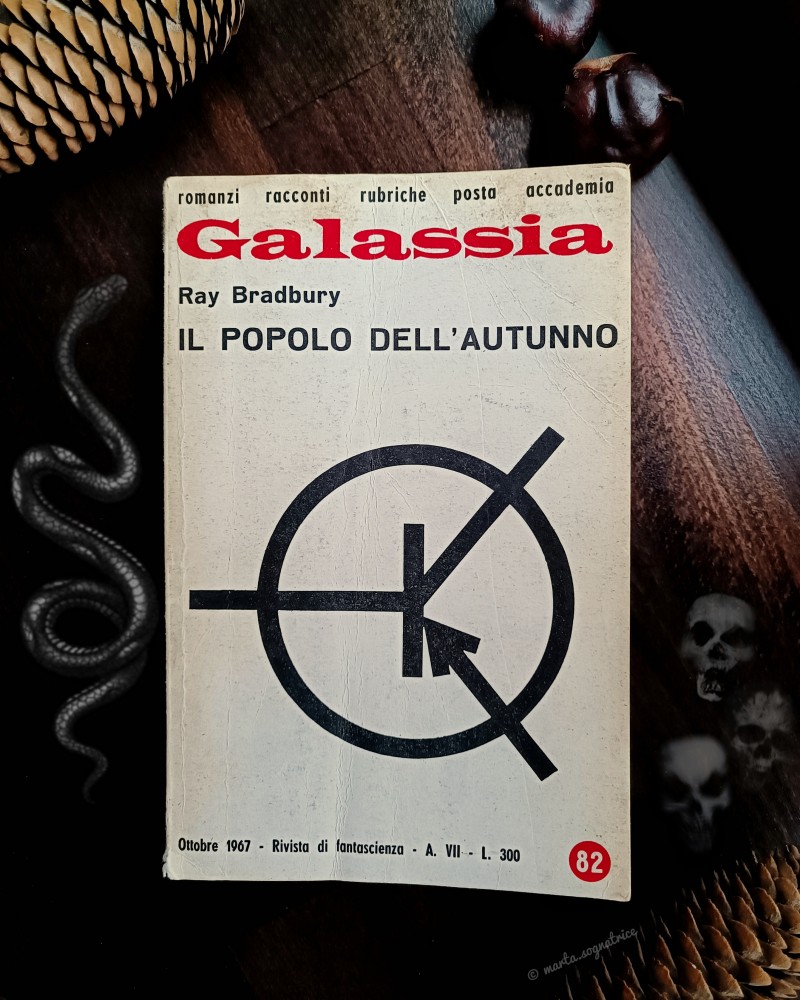 romanzi racconti rubriche posta accademia
Galassia
Ray Bradbury
IL POPOLO DELL'AUTUNNO
Ottobre 1967 - Rivista di fantascienza - A. VII - L. 300
82
© marta.sognatrice